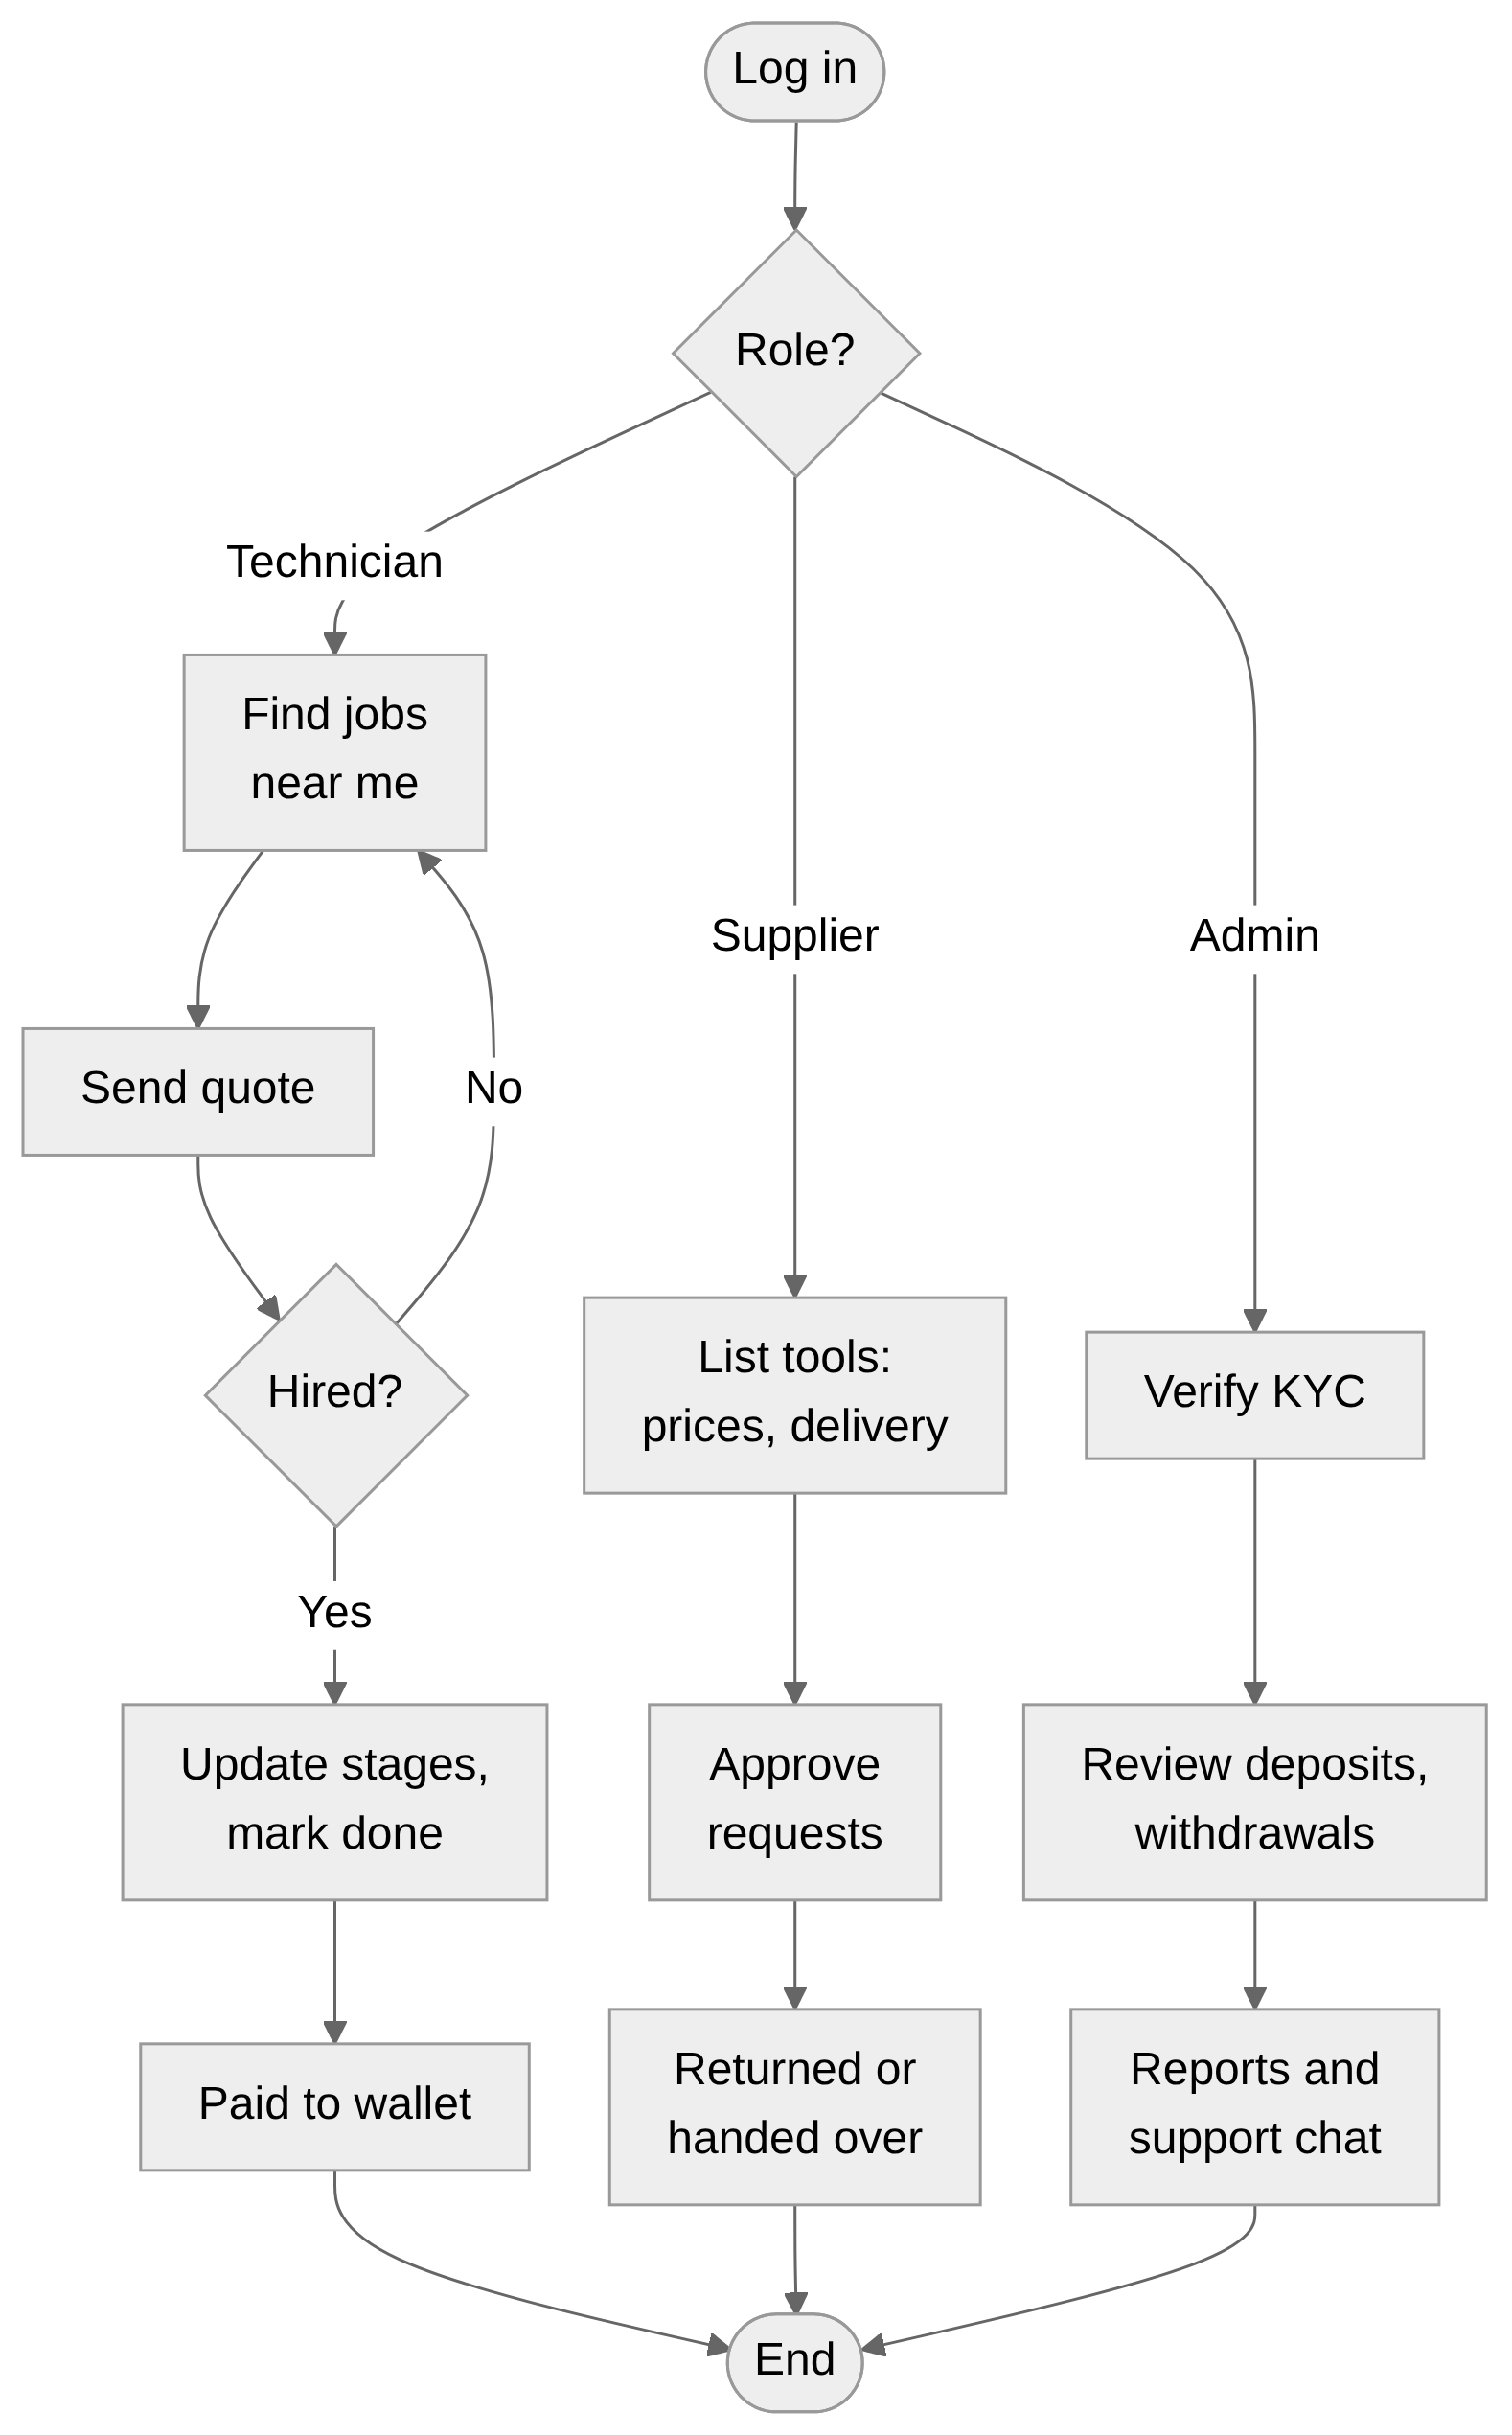 Log in
Role?
Technician
Find jobs
near me
Supplier
Admin
Send quote
No
Hired?
List tools:
prices, delivery
Verify KYC
Yes
Update stages,
mark done
Approve
requests
Review deposits,
withdrawals
Paid to wallet
Returned or
handed over
Reports and
support chat
End